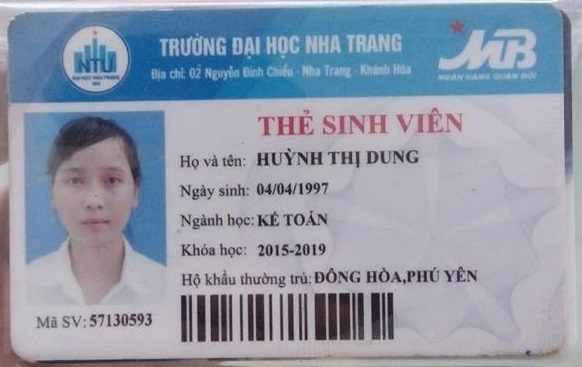 NTU
ĐẠI HỌC NHA TRANG
TRƯỜNG ĐẠI HỌC NHA TRANG
Địa chỉ: 02 Nguyễn Đình Chiểu - Nha Trang - Khánh Hòa
MB
NGÂN HÀNG QUÂN ĐỘI
THẺ SINH VIÊN
Họ và tên: HUỲNH THỊ DUNG
Ngày sinh: 04/04/1997
Ngành học: KẾ TOÁN
Khóa học: 2015-2019
Hộ khẩu thường trú: ĐÔNG HÒA,PHÚ YÊN
Mã SV: 57130593